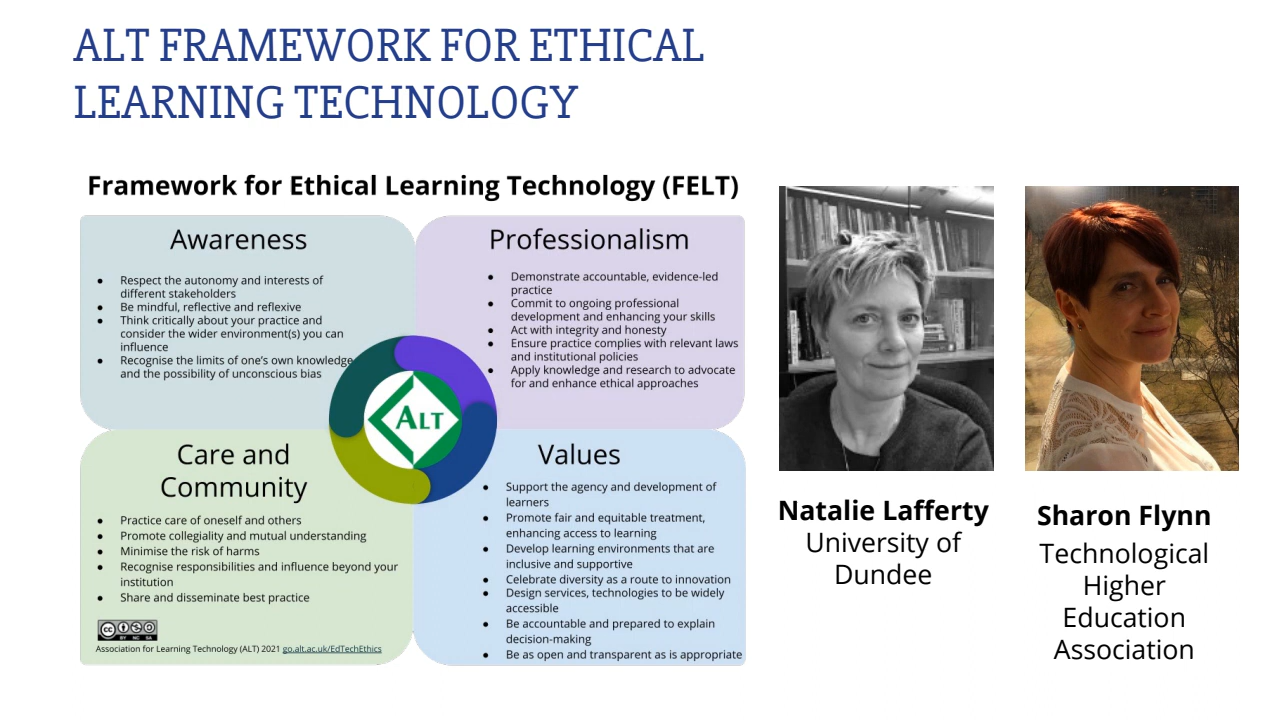 ALT FRAMEWORK FOR ETHICAL
LEARNING TECHNOLOGY
Framework for Ethical Learning Technology (FELT)
Awareness
● Respect the autonomy and interests of
different stakeholders
● Be mindful, reflective and reflexive
● Think critically about your practice and
consider the wider environment(s) you can
influence
● Recognise the limits of one's own knowledge
and the possibility of unconscious bias
Professionalism
● Demonstrate accountable, evidence-led
practice
● Commit to ongoing professional
development and enhancing your skills
● Act with integrity and honesty
● Ensure practice complies with relevant laws
and institutional policies
● Apply knowledge and research to advocate
for and enhance ethical approaches
ALT
Care and
Community
● Practice care of oneself and others
● Promote collegiality and mutual understanding
● Minimise the risk of harms
● Recognise responsibilities and influence beyond your
institution
● Share and disseminate best practice
cc BY NC SA
Association for Learning Technology (ALT) 2021 go.alt.ac.uk/EdTechEthics
Values
● Support the agency and development of
learners
● Promote fair and equitable treatment,
enhancing access to learning
● Develop learning environments that are
inclusive and supportive
● Celebrate diversity as a route to innovation
● Design services, technologies to be widely
accessible
● Be accountable and prepared to explain
decision-making
● Be as open and transparent as is appropriate
Natalie Lafferty
University of
Dundee
Sharon Flynn
Technological
Higher
Education
Association